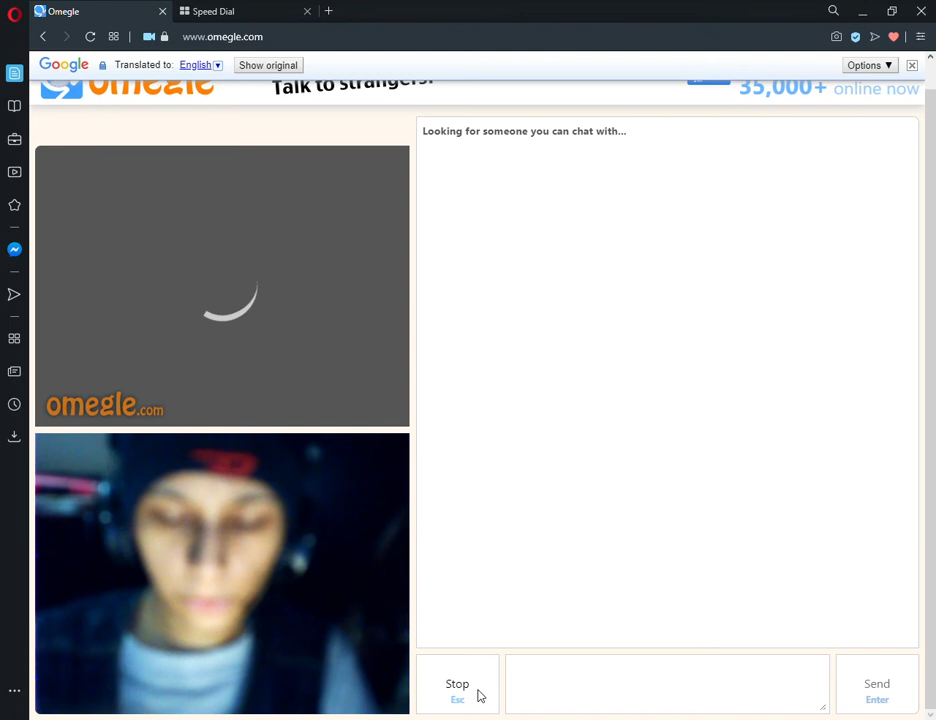 Omegle
Speed Dial
www.omegle.com
Google Translated to: English Show original Options ▼
omegle Talk to strangers! 35,000+ online now
Looking for someone you can chat with...
omegle.com
Stop
Esc
Send
Enter